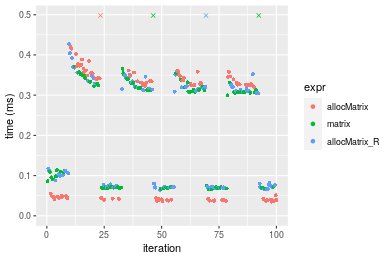 0.5
0.4
0.3
0.2
0.1
0.0
time (ms)
0
25
50
75
100
iteration
expr
allocMatrix
matrix
allocMatrix_R